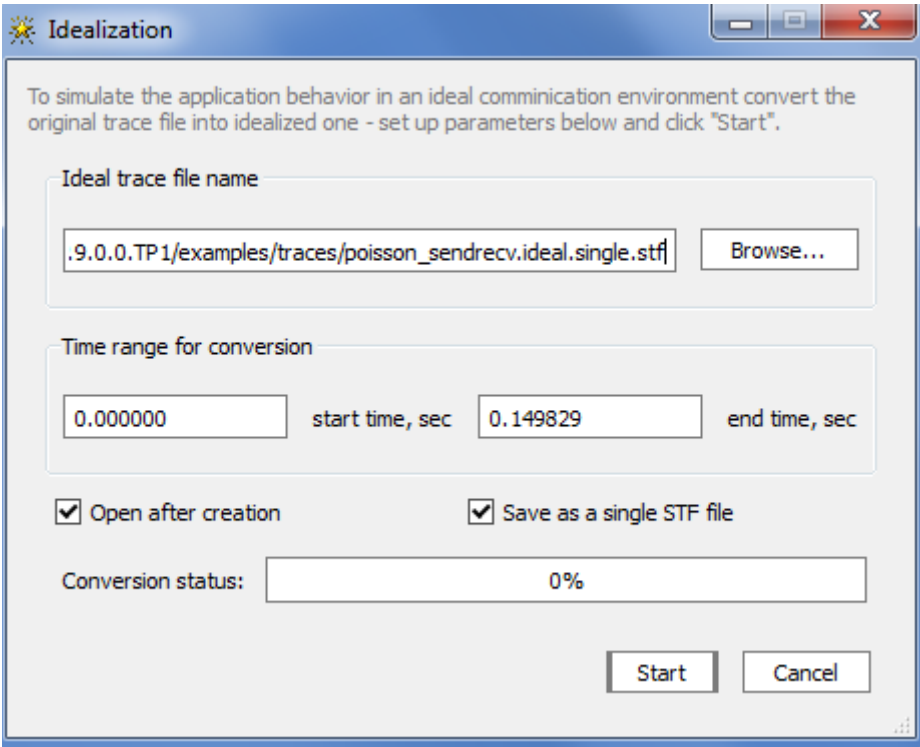 Idealization
To simulate the application behavior in an ideal comminication environment convert the
original trace file into idealized one - set up parameters below and click "Start".
Ideal trace file name
.9.0.0.TP1/examples/traces/poisson_sendrecv.ideal.single.stf
Browse...
Time range for conversion
0.000000 start time, sec 0.149829 end time, sec
Open after creation Save as a single STF file
Conversion status: 0%
Start Cancel